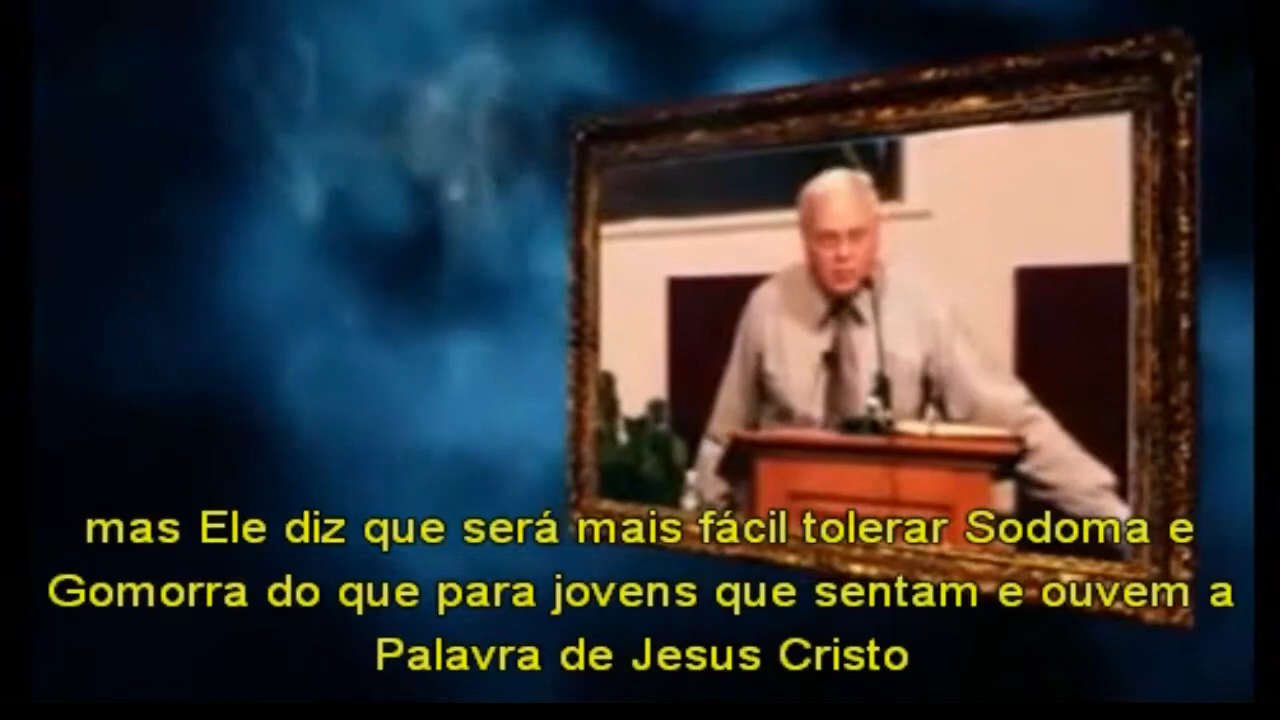 mas Ele diz que será mais fácil tolerar Sodoma e
Gomorra do que para jovens que sentam e ouvem a
Palavra de Jesus Cristo